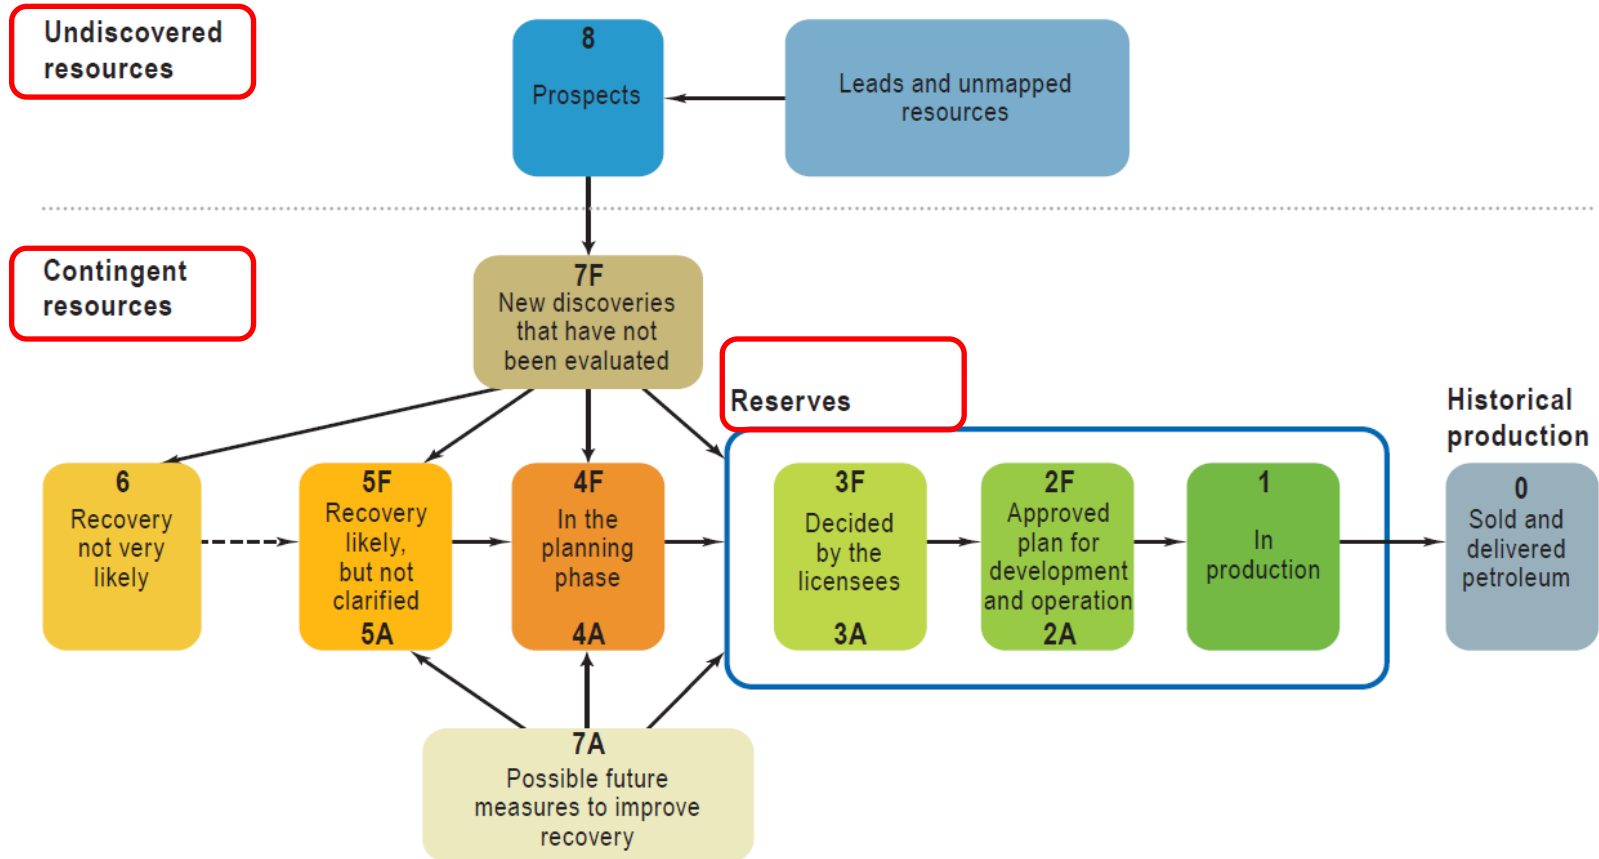 Undiscovered
resources
8
Prospects
Leads and unmapped
resources
Contingent
resources
7F
New discoveries
that have not
been evaluated
Reserves
Historical
production
6
Recovery
not very
likely
5F
Recovery
likely,
but not
clarified
5A
4F
In the
planning
phase
4A
3F
Decided
by the
licensees
3A
2F
Approved
plan for
development
and operation
2A
1
In
production
0
Sold and
delivered
petroleum
7A
Possible future
measures to improve
recovery